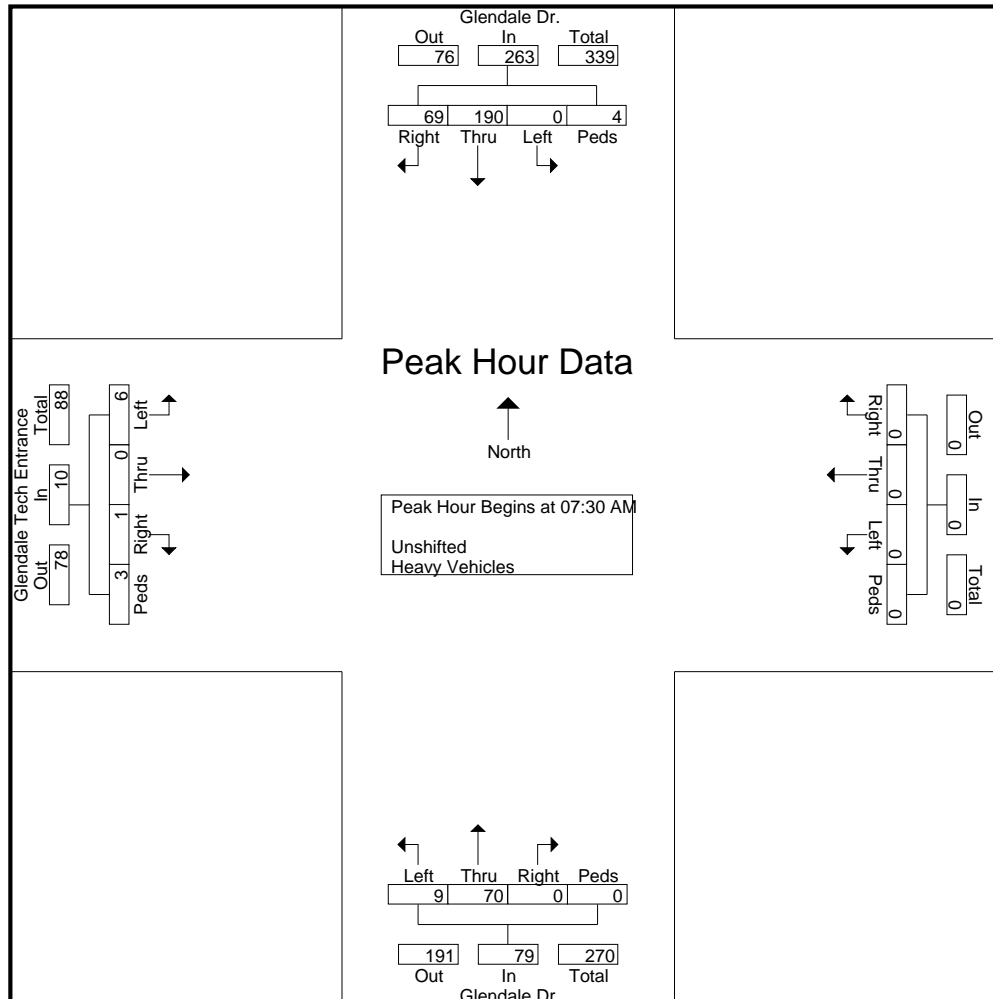 Glendale Dr.
Out In Total
76 263 339
69 190 0 4
Right Thru Left Peds
Peak Hour Data
North
Peak Hour Begins at 07:30 AM
Unshifted
Heavy Vehicles
Glendale Tech Entrance
Out In Total
78 10 88
6 0 1 3
Left Thru Right Peds
Out In Total
0 0 0
0 0 0 0
Right Thru Left Peds
Left Thru Right Peds
9 70 0 0
191 79 270
Out In Total
Glendale Dr.